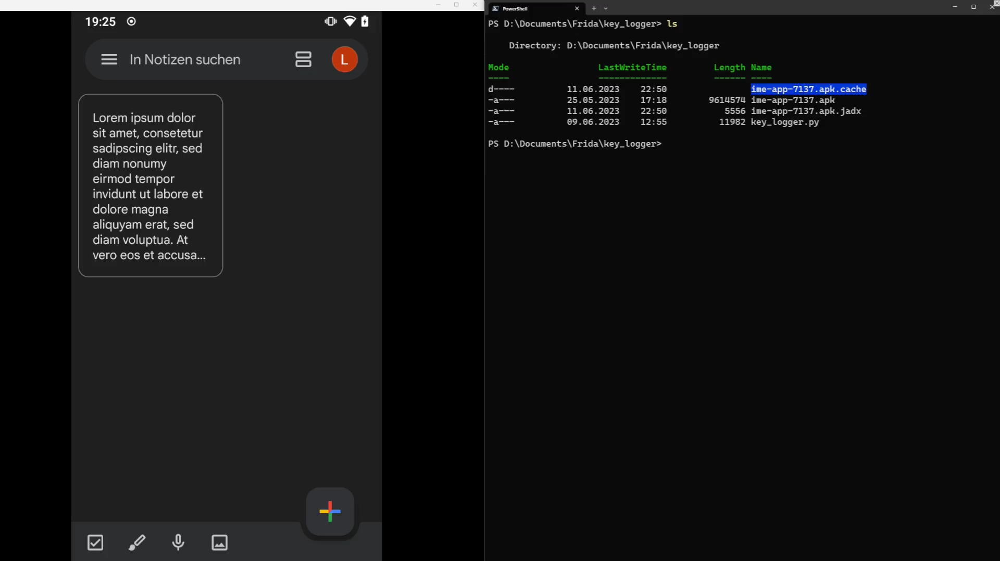 19:25
In Notizen suchen
L
Lorem ipsum dolor
sit amet, consetetur
sadipscing elitr, sed
diam nonumy
eirmod tempor
invidunt ut labore et
dolore magna
aliquyam erat, sed
diam voluptua. At
vero eos et accusa...
PowerShell
PS D:\Documents\Frida\key_logger> ls
Directory: D:\Documents\Frida\key_logger
Mode LastWriteTime Length Name
---- ------------- ------ ----
d---- 11.06.2023 22:50 ime-app-7137.apk.cache
-a--- 25.05.2023 17:18 9614574 ime-app-7137.apk
-a--- 11.06.2023 22:50 5556 ime-app-7137.apk.jadx
-a--- 09.06.2023 12:55 11982 key_logger.py
PS D:\Documents\Frida\key_logger>